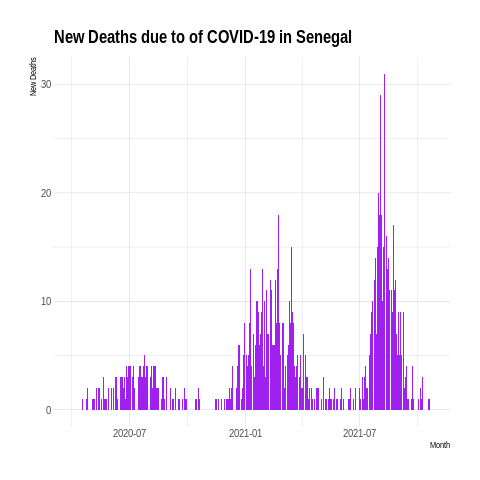 New Deaths due to of COVID-19 in Senegal
New Deaths
30
20
10
0
2020-07
2021-01
2021-07
Month